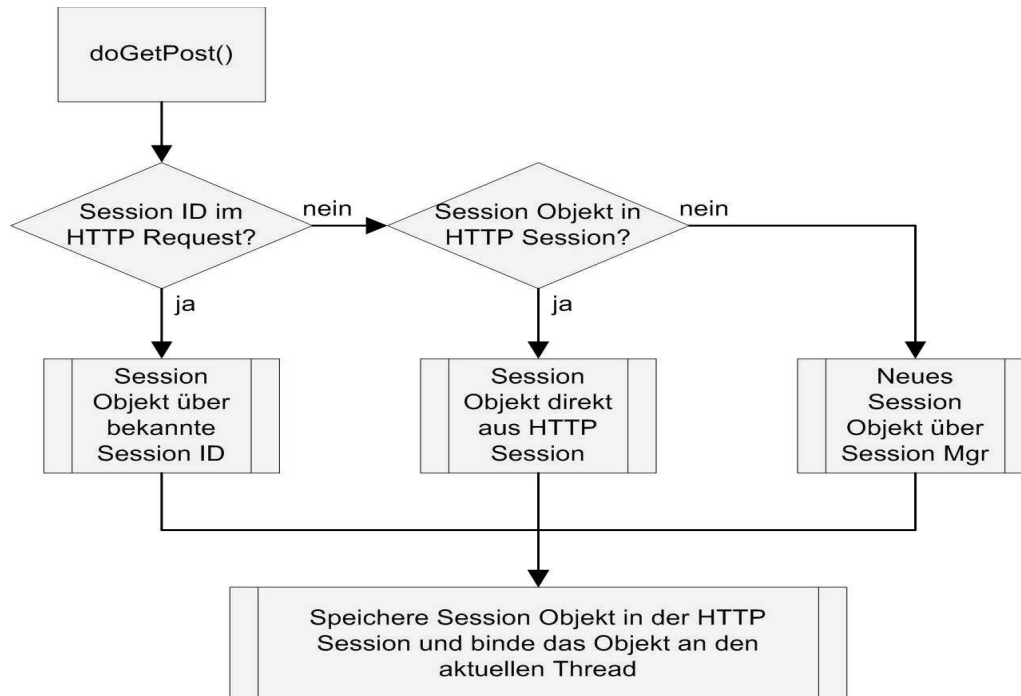 doGetPost()
Session ID im
HTTP Request?
nein
Session Objekt in
HTTP Session?
nein
ja
ja
Session
Objekt über
bekannte
Session ID
Session
Objekt direkt
aus HTTP
Session
Neues
Session
Objekt über
Session Mgr
Speichere Session Objekt in der HTTP
Session und binde das Objekt an den
aktuellen Thread